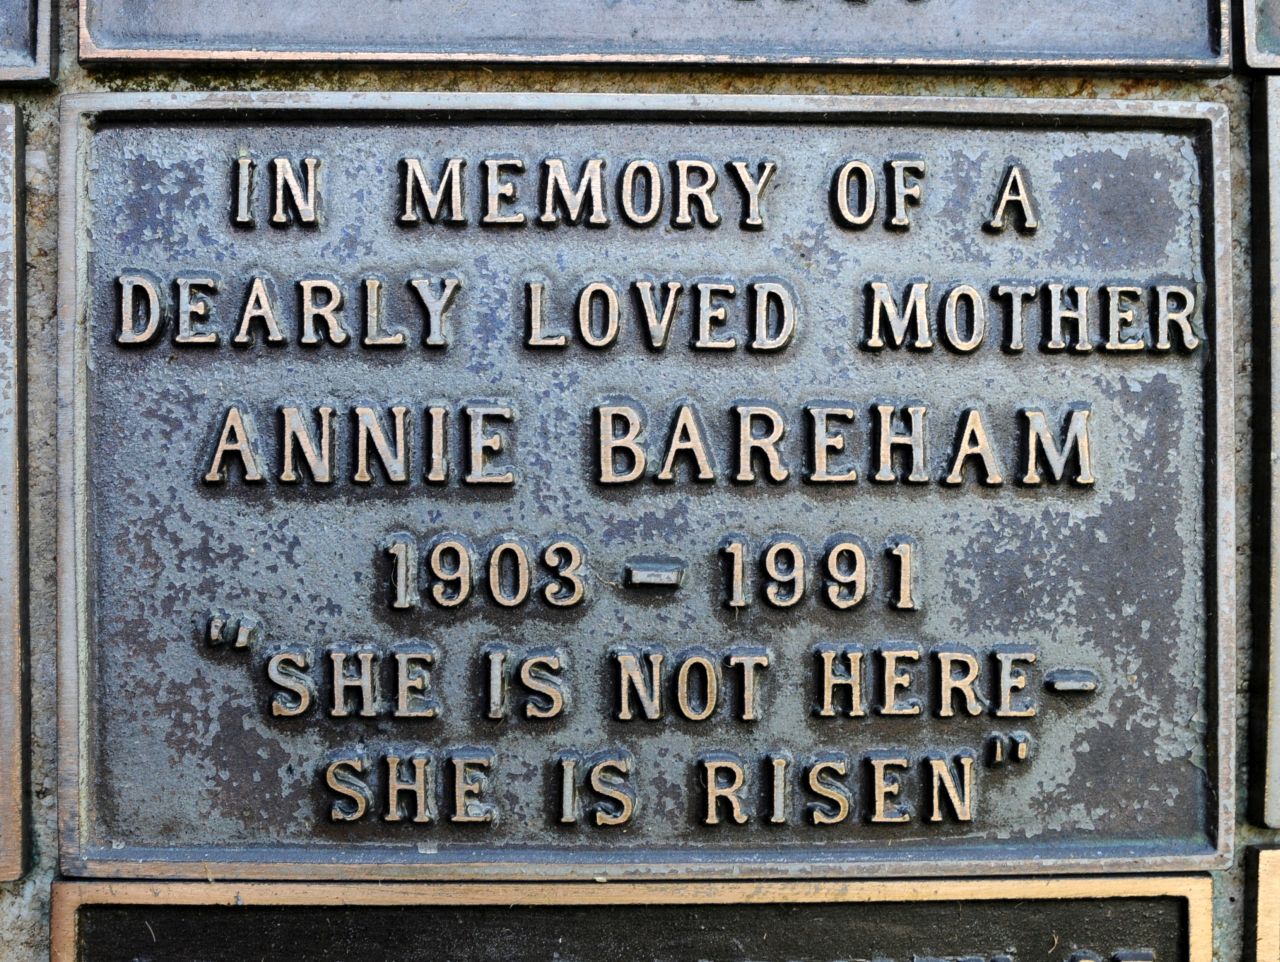 IN MEMORY OF A
DEARLY LOVED MOTHER
ANNIE BAREHAM
1903 - 1991
"SHE IS NOT HERE-
SHE IS RISEN"